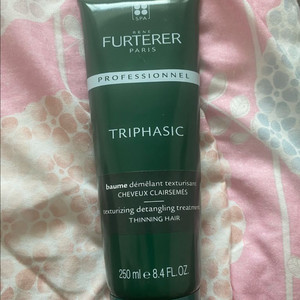 SPA
RENE
FURTERER
PARIS
PROFESSIONNEL
TRIPHASIC
baume démêlant texturisant
CHEVEUX CLAIRSEMÉS
texturizing detangling treatment
THINNING HAIR
250 ml e 8.4 FL.OZ.